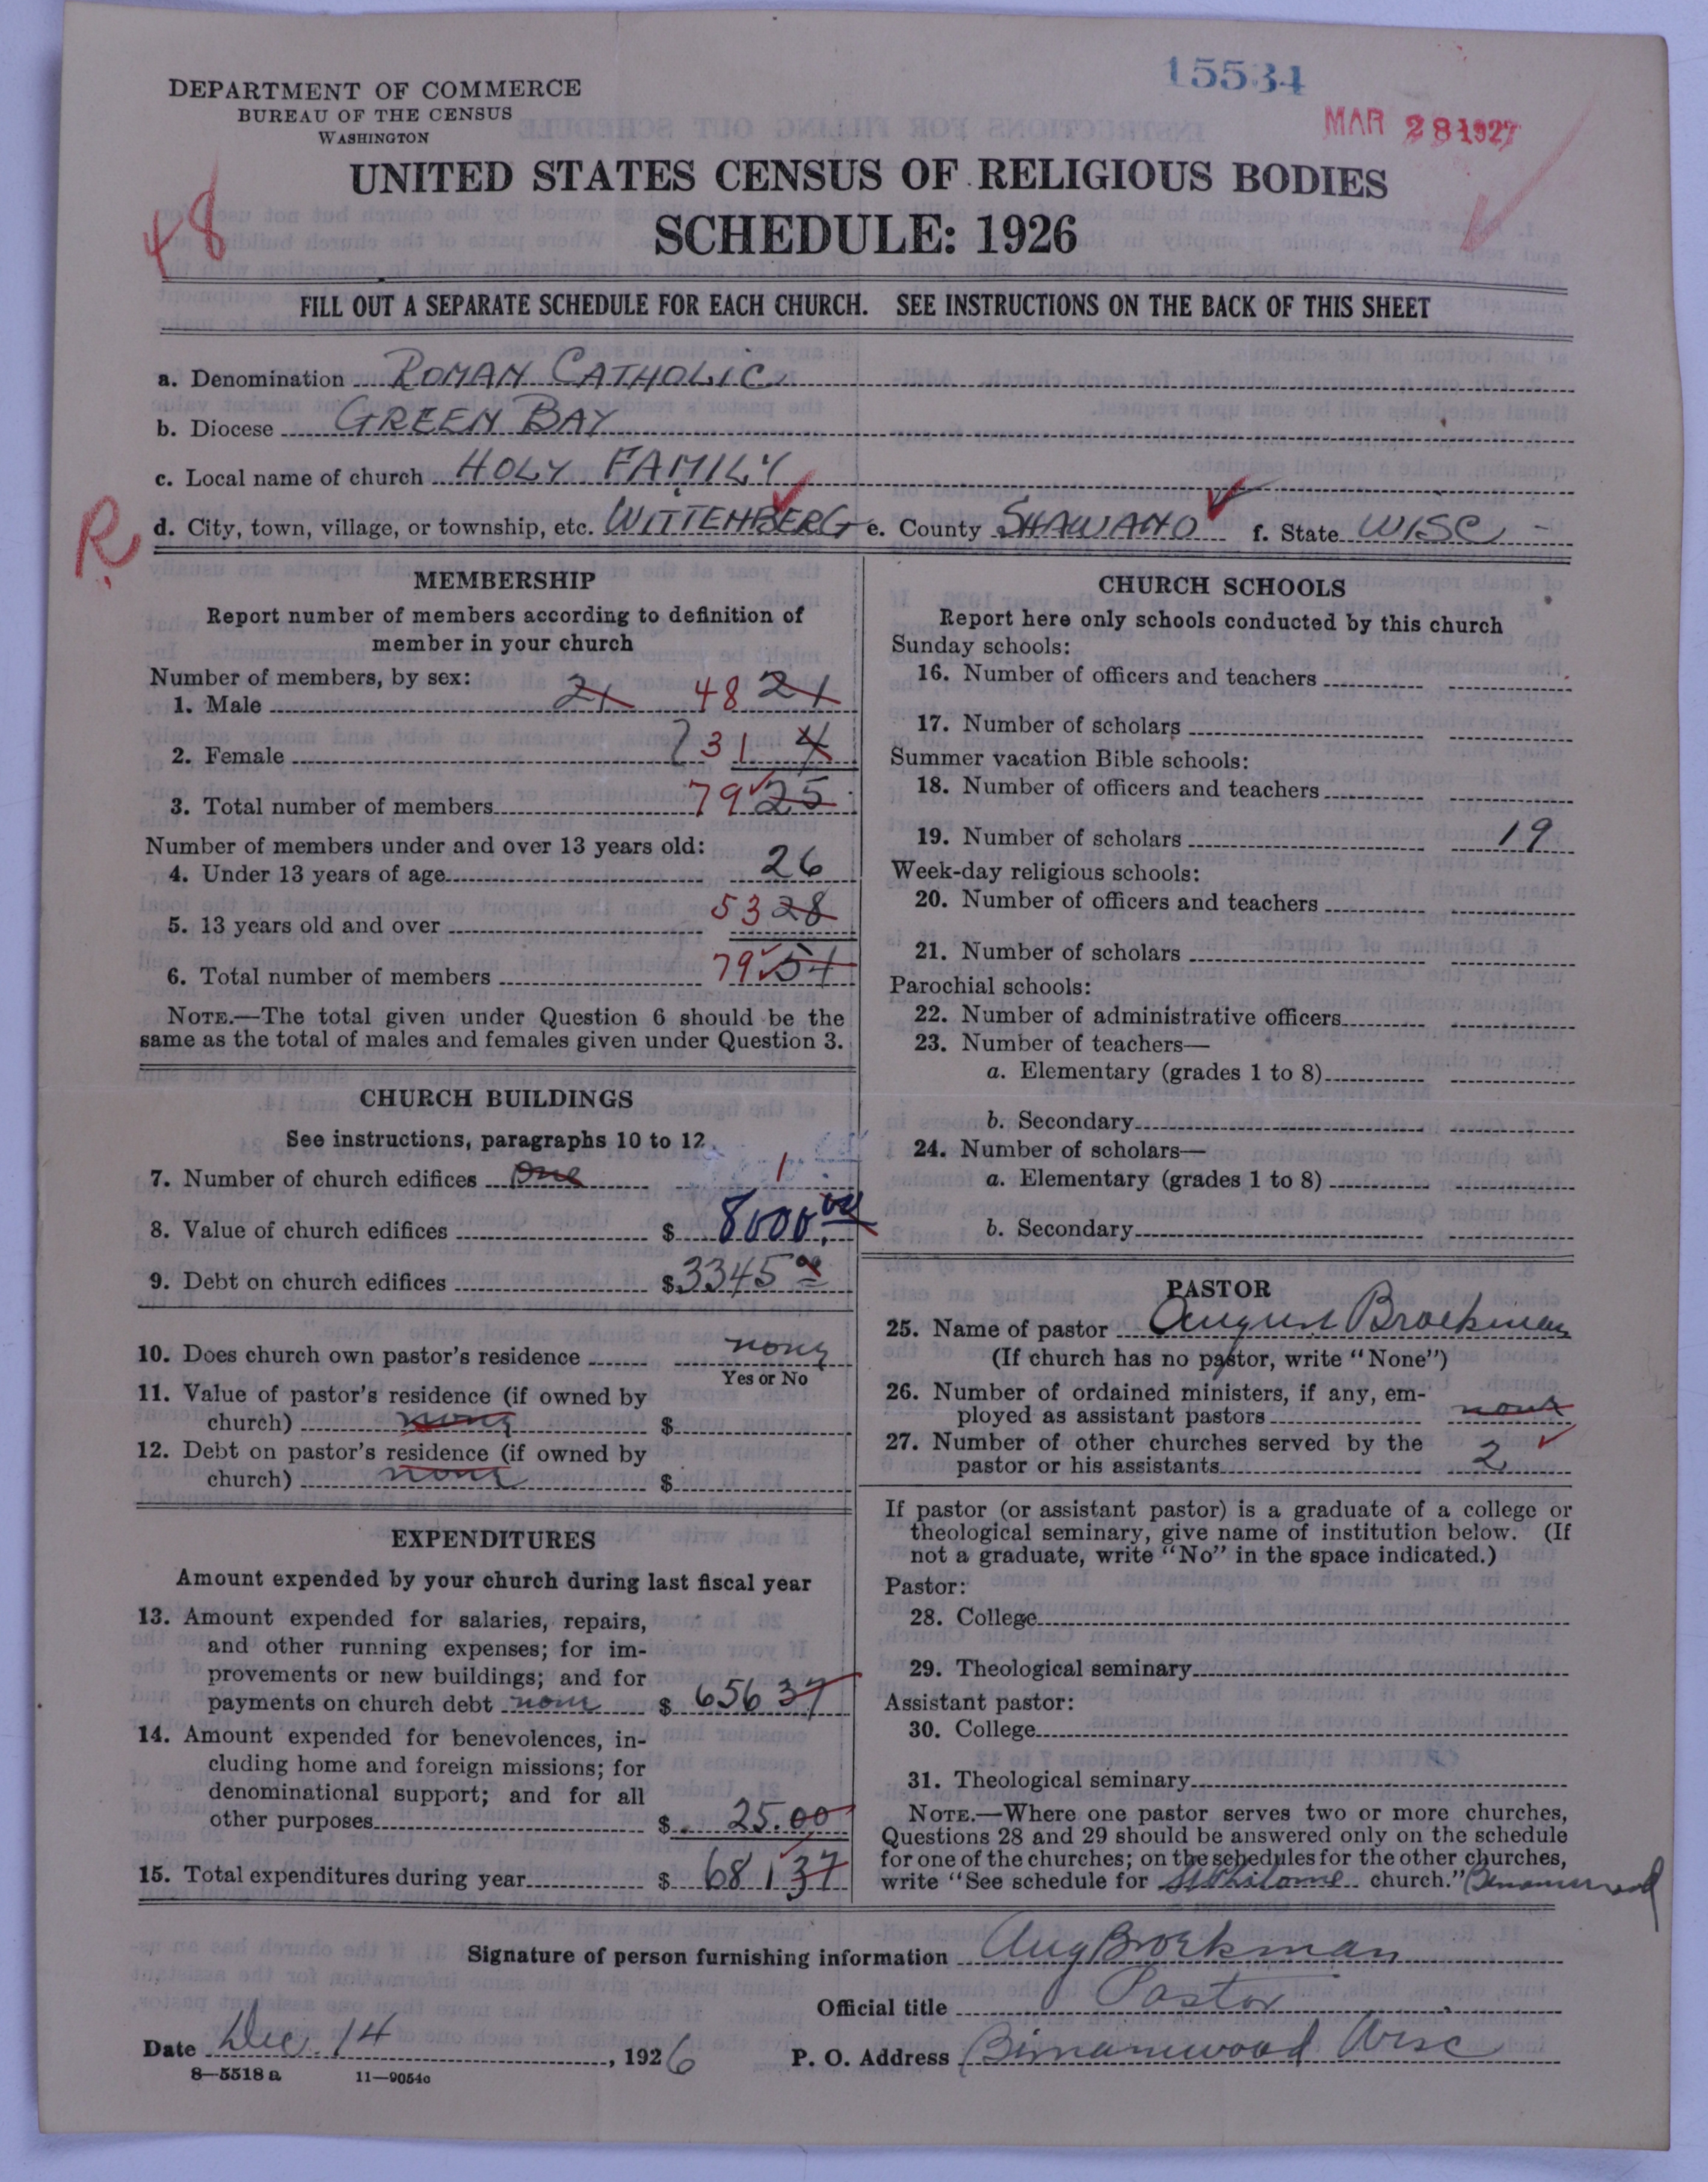 15534
DEPARTMENT OF COMMERCE
BUREAU OF THE CENSUS
WASHINGTON
MAR 28 1927
UNITED STATES CENSUS OF RELIGIOUS BODIES
48
SCHEDULE: 1926
FILL OUT A SEPARATE SCHEDULE FOR EACH CHURCH. SEE INSTRUCTIONS ON THE BACK OF THIS SHEET
a. Denomination ROMAN CATHOLIC
b. Diocese GREEN BAY
c. Local name of church HOLY FAMILY
R
d. City, town, village, or township, etc. WITTEMBERG e. County SHAWANO f. State WISC -
MEMBERSHIP
Report number of members according to definition of
member in your church
Number of members, by sex:
1. Male 21 48 21
2. Female 31 4
3. Total number of members 79 25
Number of members under and over 13 years old:
4. Under 13 years of age 26
5. 13 years old and over 53 28
6. Total number of members 79 54
NOTE.—The total given under Question 6 should be the
same as the total of males and females given under Question 3.
CHURCH BUILDINGS
See instructions, paragraphs 10 to 12
7. Number of church edifices One 1
8. Value of church edifices $ 8000.00
9. Debt on church edifices $ 3345 00
10. Does church own pastor's residence none
Yes or No
11. Value of pastor's residence (if owned by
church) none $
12. Debt on pastor's residence (if owned by
church) none $
EXPENDITURES
Amount expended by your church during last fiscal year
13. Amount expended for salaries, repairs,
and other running expenses; for im-
provements or new buildings; and for
payments on church debt none $ 656 37
14. Amount expended for benevolences, in-
cluding home and foreign missions; for
denominational support; and for all
other purposes $ 25.00
15. Total expenditures during year $ 681 37
CHURCH SCHOOLS
Report here only schools conducted by this church
Sunday schools:
16. Number of officers and teachers
17. Number of scholars
Summer vacation Bible schools:
18. Number of officers and teachers
19. Number of scholars 19
Week-day religious schools:
20. Number of officers and teachers
21. Number of scholars
Parochial schools:
22. Number of administrative officers
23. Number of teachers—
a. Elementary (grades 1 to 8)
b. Secondary
24. Number of scholars—
a. Elementary (grades 1 to 8)
b. Secondary
PASTOR
25. Name of pastor August Broekman
(If church has no pastor, write "None")
26. Number of ordained ministers, if any, em-
ployed as assistant pastors none
27. Number of other churches served by the
pastor or his assistants 2
If pastor (or assistant pastor) is a graduate of a college or
theological seminary, give name of institution below. (If
not a graduate, write "No" in the space indicated.)
Pastor:
28. College
29. Theological seminary
Assistant pastor:
30. College
31. Theological seminary
NOTE.—Where one pastor serves two or more churches,
Questions 28 and 29 should be answered only on the schedule
for one of the churches; on the schedules for the other churches,
write "See schedule for St Philome church." Birnamwood
Signature of person furnishing information Aug Broekman
Official title Pastor
Date Dec. 14, 1926 P. O. Address Birnamwood Wisc
8—5518 a 11—9054c